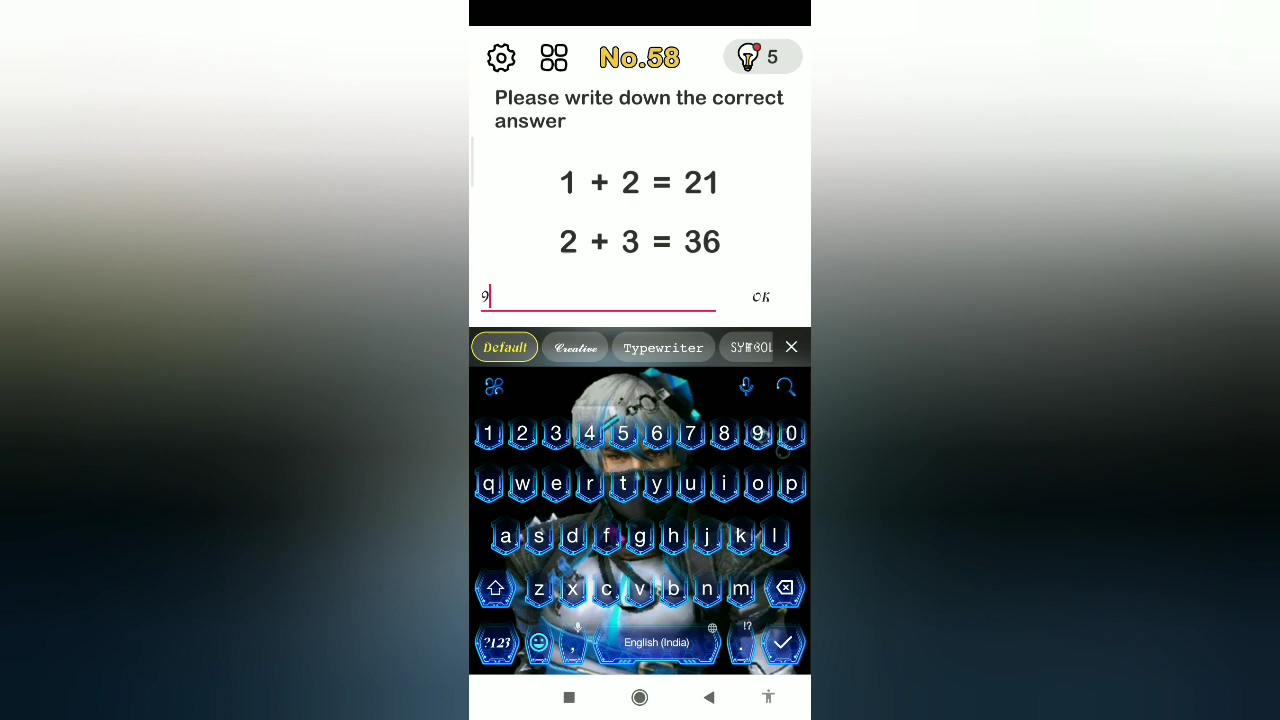 No.58
5
Please write down the correct
answer
1 + 2 = 21
2 + 3 = 36
9
OK
Default
Creative
Typewriter
SYMBOL
1 2 3 4 5 6 7 8 9 0
q w e r t y u i o p
a s d f g h j k l
z x c v b n m
!?
?123
,
English (India)
.